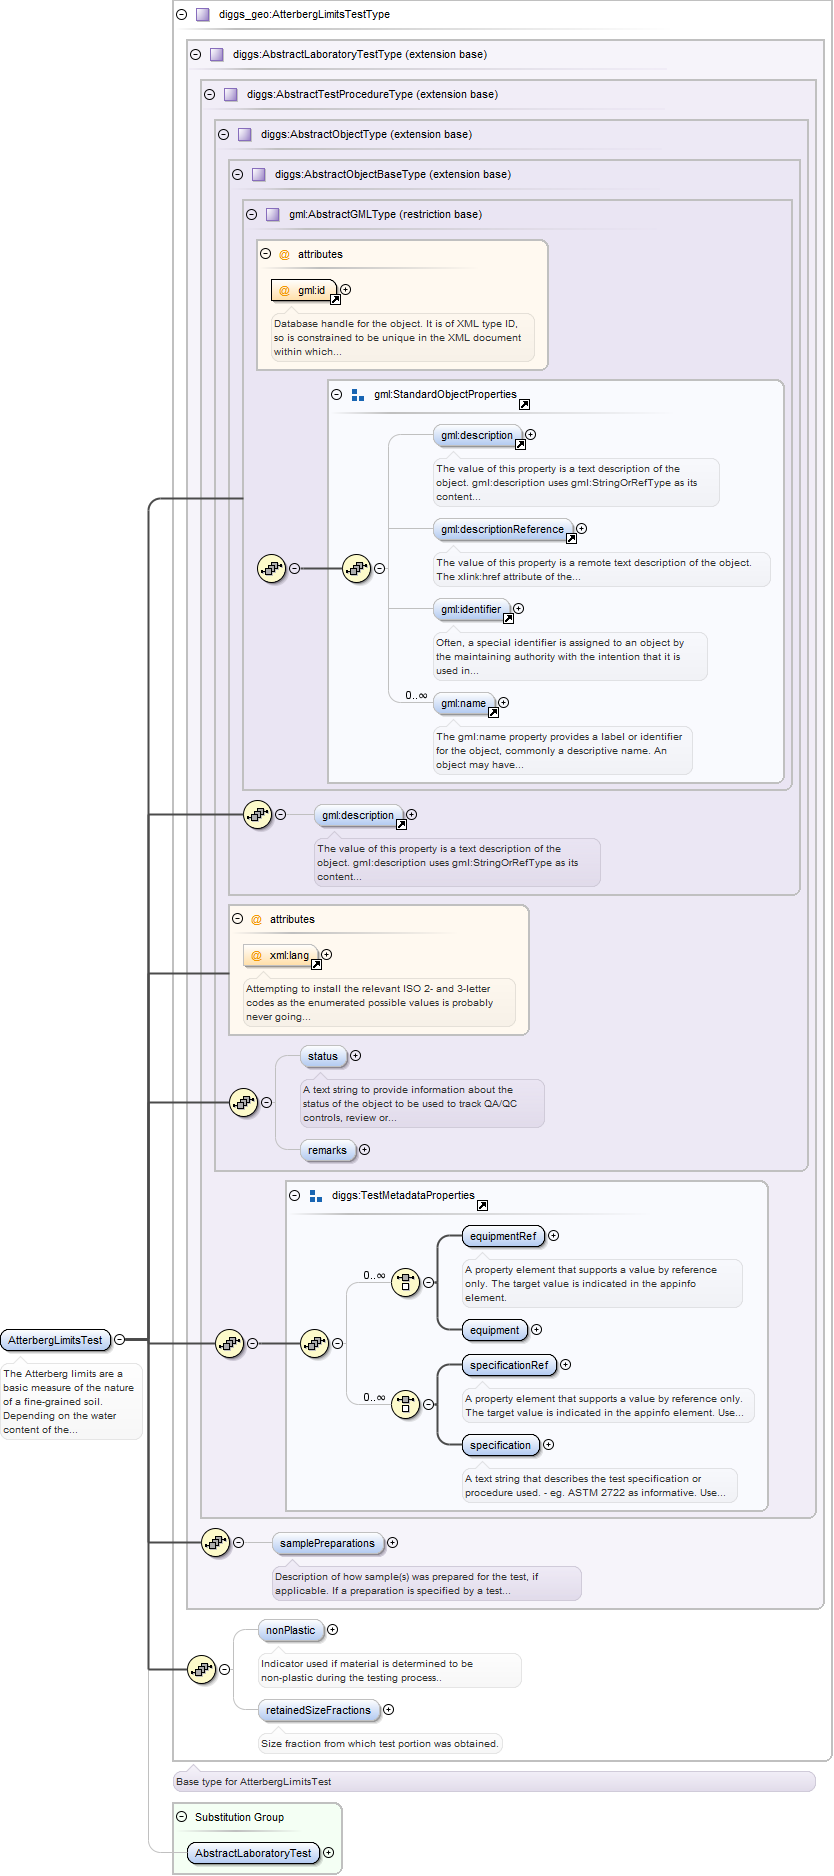 diggs_geo:AtterbergLimitsTestType
diggs:AbstractLaboratoryTestType (extension base)
diggs:AbstractTestProcedureType (extension base)
diggs:AbstractObjectType (extension base)
diggs:AbstractObjectBaseType (extension base)
gml:AbstractGMLType (restriction base)
@ attributes
@ gml:id
Database handle for the object. It is of XML type ID,
so is constrained to be unique in the XML document
within which...
gml:StandardObjectProperties
gml:description
The value of this property is a text description of the
object. gml:description uses gml:StringOrRefType as its
content...
gml:descriptionReference
The value of this property is a remote text description of the object.
The xlink:href attribute of the...
gml:identifier
Often, a special identifier is assigned to an object by
the maintaining authority with the intention that it is
used in...
0..∞
gml:name
The gml:name property provides a label or identifier
for the object, commonly a descriptive name. An
object may have...
gml:description
The value of this property is a text description of the
object. gml:description uses gml:StringOrRefType as its
content...
@ attributes
@ xml:lang
Attempting to install the relevant ISO 2- and 3-letter
codes as the enumerated possible values is probably
never going...
status
A text string to provide information about the
status of the object to be used to track QA/QC
controls, review or...
remarks
diggs:TestMetadataProperties
equipmentRef
0..∞
A property element that supports a value by reference
only. The target value is indicated in the appinfo
element.
equipment
AtterbergLimitsTest
The Atterberg limits are a
basic measure of the nature
of a fine-grained soil.
Depending on the water
content of the...
specificationRef
0..∞
A property element that supports a value by reference only.
The target value is indicated in the appinfo element. Use...
specification
A text string that describes the test specification or
procedure used. - eg. ASTM 2722 as informative. Use...
samplePreparations
Description of how sample(s) was prepared for the test, if
applicable. If a preparation is specified by a test...
nonPlastic
Indicator used if material is determined to be
non-plastic during the testing process..
retainedSizeFractions
Size fraction from which test portion was obtained.
Base type for AtterbergLimitsTest
Substitution Group
AbstractLaboratoryTest